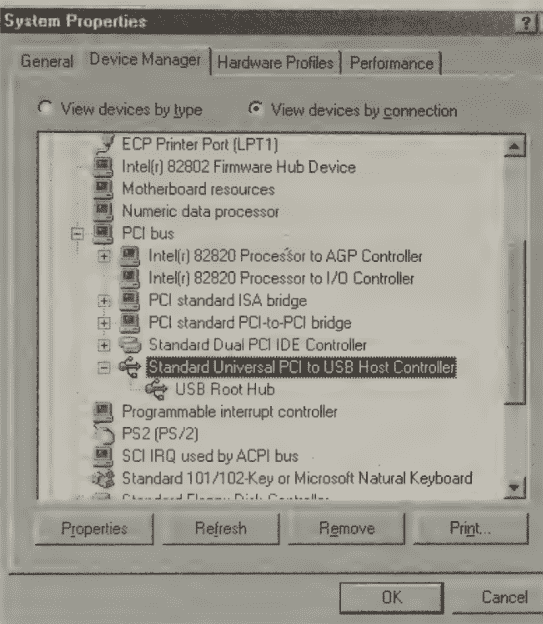 System Properties
?
General Device Manager Hardware Profiles Performance
View devices by type View devices by connection
ECP Printer Port (LPT1)
Intel(r) 82802 Firmware Hub Device
Motherboard resources
Numeric data processor
PCI bus
Intel(r) 82820 Processor to AGP Controller
Intel(r) 82820 Processor to I/O Controller
PCI standard ISA bridge
PCI standard PCI-to-PCI bridge
Standard Dual PCI IDE Controller
Standard Universal PCI to USB Host Controller
USB Root Hub
Programmable interrupt controller
PS2 (PS/2)
SCI IRQ used by ACPI bus
Standard 101/102-Key or Microsoft Natural Keyboard
Standard Floppy Disk Controller
Properties Refresh Remove Print...
OK Cancel